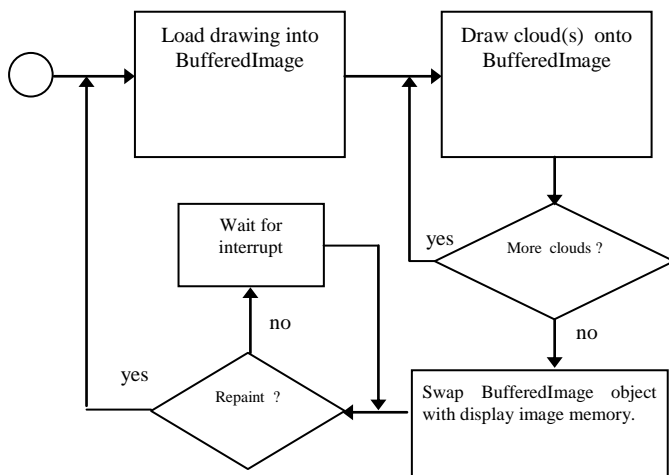 Load drawing into
BufferedImage
Draw cloud(s) onto
BufferedImage
Wait for
interrupt
yes
More clouds ?
no
no
yes
Repaint ?
Swap BufferedImage object
with display image memory.